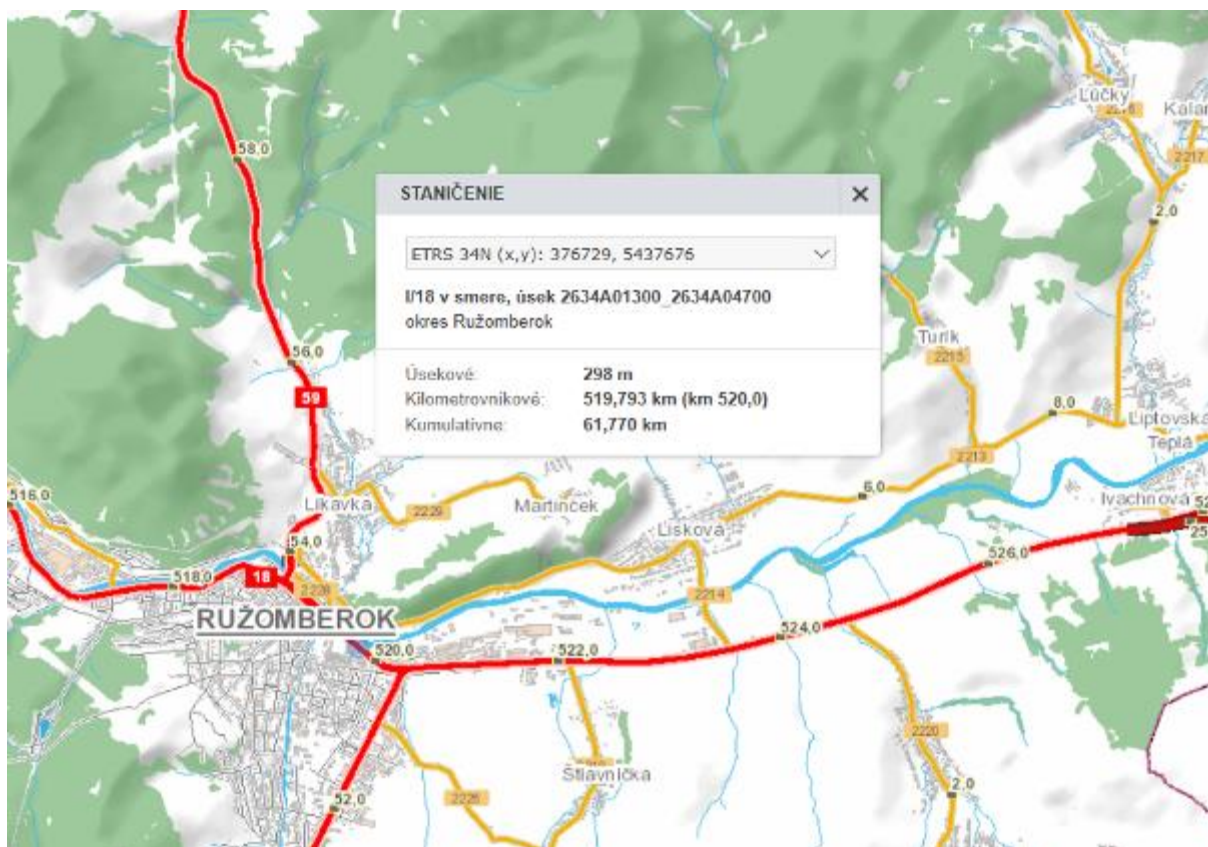 58,0
Ľúčky
2216
Kalar
2217
2,0
STANIČENIE
ETRS 34N (x,y): 376729, 5437676
I/18 v smere, úsek 2634A01300_2634A04700
okres Ružomberok
Úsekové: 298 m
Kilometrovníkové: 519,793 km (km 520,0)
Kumulatívne: 61,770 km
Turík
2215
56,0
59
8,0
Liptovská
Teplá
2213
516,0
Likavka
2229
Martinček
6,0
Ivachnová
Lisková
54,0
526,0
518,0
18
2228
2214
RUŽOMBEROK
524,0
520,0
522,0
2220
Štiavnička
52,0
2225
2,0